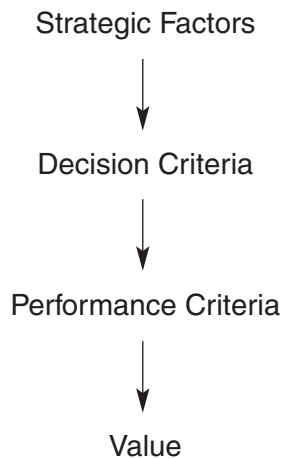 Strategic Factors
Decision Criteria
Performance Criteria
Value